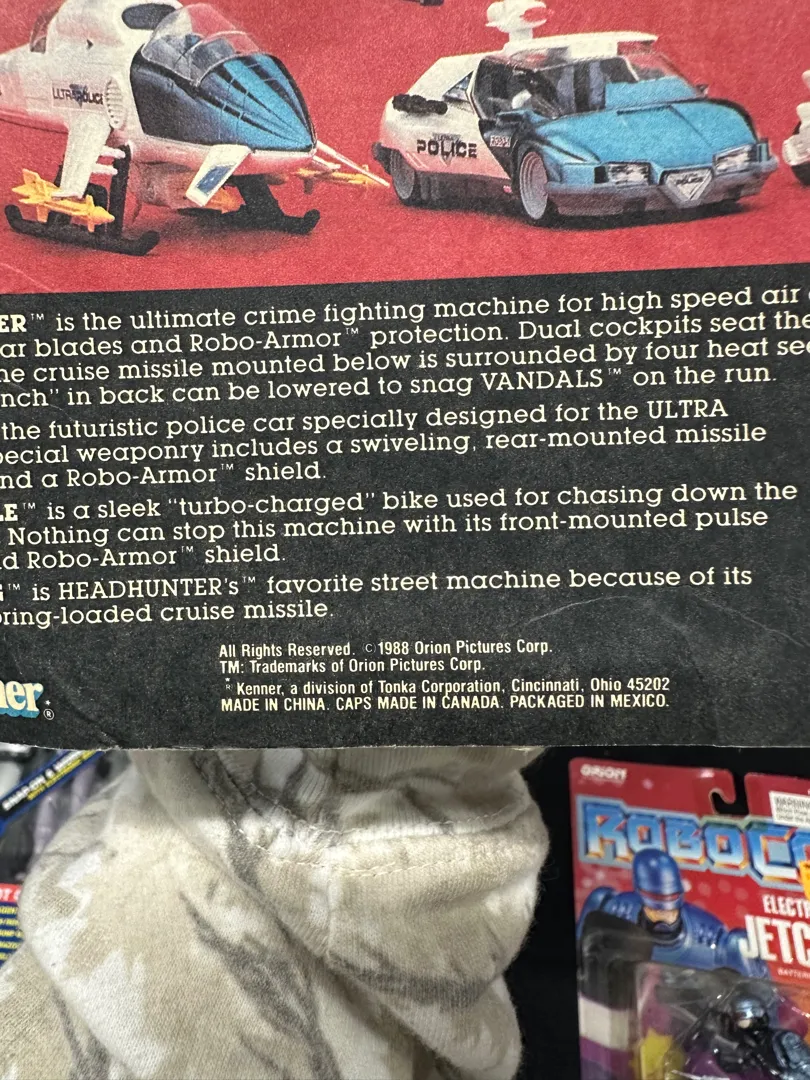 ULTRA POLICE
POLICE
ER™ is the ultimate crime fighting machine for high speed air
ar blades and Robo-Armor™ protection. Dual cockpits seat the
he cruise missile mounted below is surrounded by four heat see
nch" in back can be lowered to snag VANDALS™ on the run.
the futuristic police car specially designed for the ULTRA
pecial weaponry includes a swiveling, rear-mounted missile
nd a Robo-Armor™ shield.
LE™ is a sleek "turbo-charged" bike used for chasing down the
Nothing can stop this machine with its front-mounted pulse
d Robo-Armor™ shield.
G™ is HEADHUNTER's™ favorite street machine because of its
pring-loaded cruise missile.
All Rights Reserved. ©1988 Orion Pictures Corp.
TM: Trademarks of Orion Pictures Corp.
*® Kenner, a division of Tonka Corporation, Cincinnati, Ohio 45202
MADE IN CHINA. CAPS MADE IN CANADA. PACKAGED IN MEXICO.
ner®
ORION
WARNING
ROBOCO
ELECTR
JETC